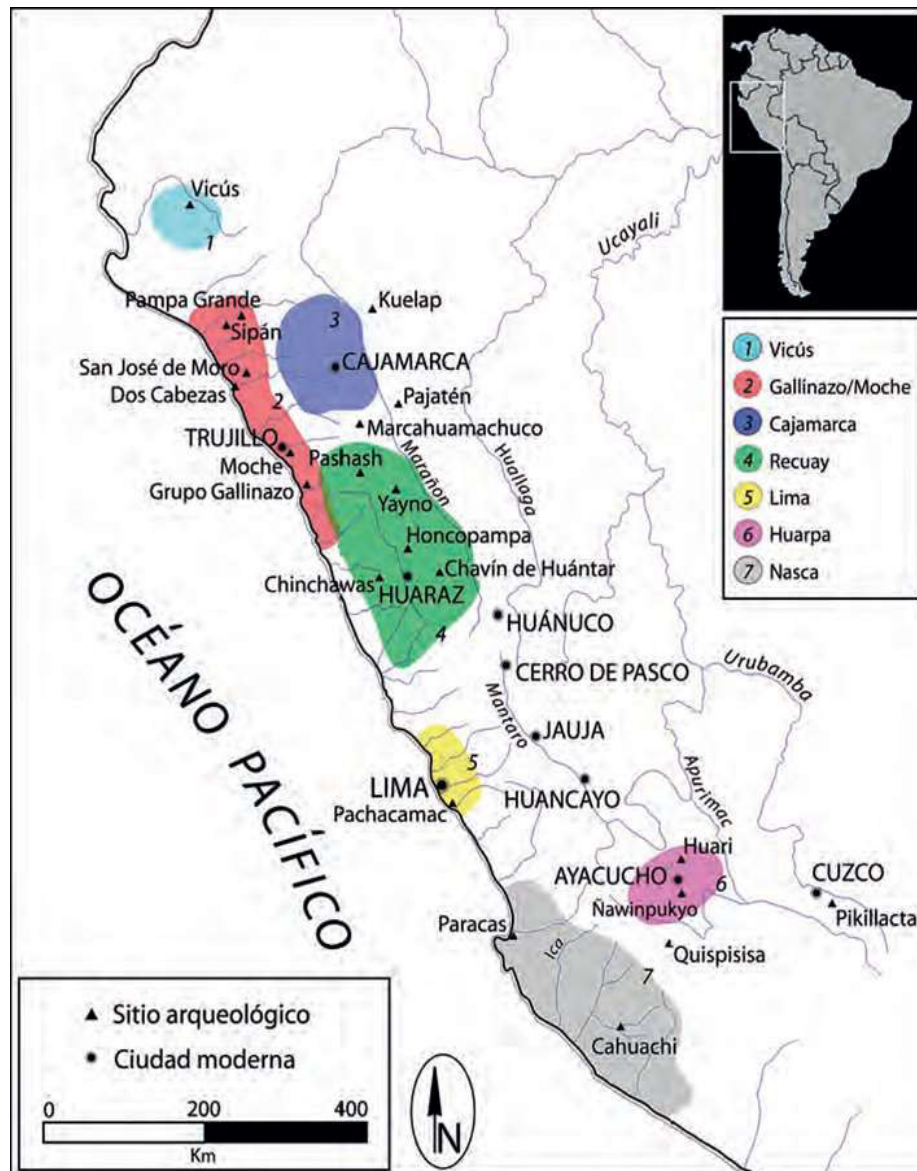 Vicús
1
Pampa Grande
Sipán
3
Kuelap
Ucayali
San José de Moro
CAJAMARCA
Dos Cabezas
2
Pajatén
Marcahuamachuco
TRUJILLO
Moche
Pashash
Marañon
Huallaga
Grupo Gallinazo
Yayno
Honcopampa
Chinchawas
Chavín de Huántar
HUARAZ
4
HUÁNUCO
CERRO DE PASCO
Urubamba
OCÉANO PACÍFICO
Mantaro
JAUJA
5
LIMA
HUANCAYO
Apurimac
Pachacamac
Huari
AYACUCHO
6
CUZCO
Ñawinpukyo
Pikillacta
Paracas
Ica
Quispisisa
7
Cahuachi
1 Vicús
2 Gallinazo/Moche
3 Cajamarca
4 Recuay
5 Lima
6 Huarpa
7 Nasca
Sitio arqueológico
Ciudad moderna
0 200 400
Km
N